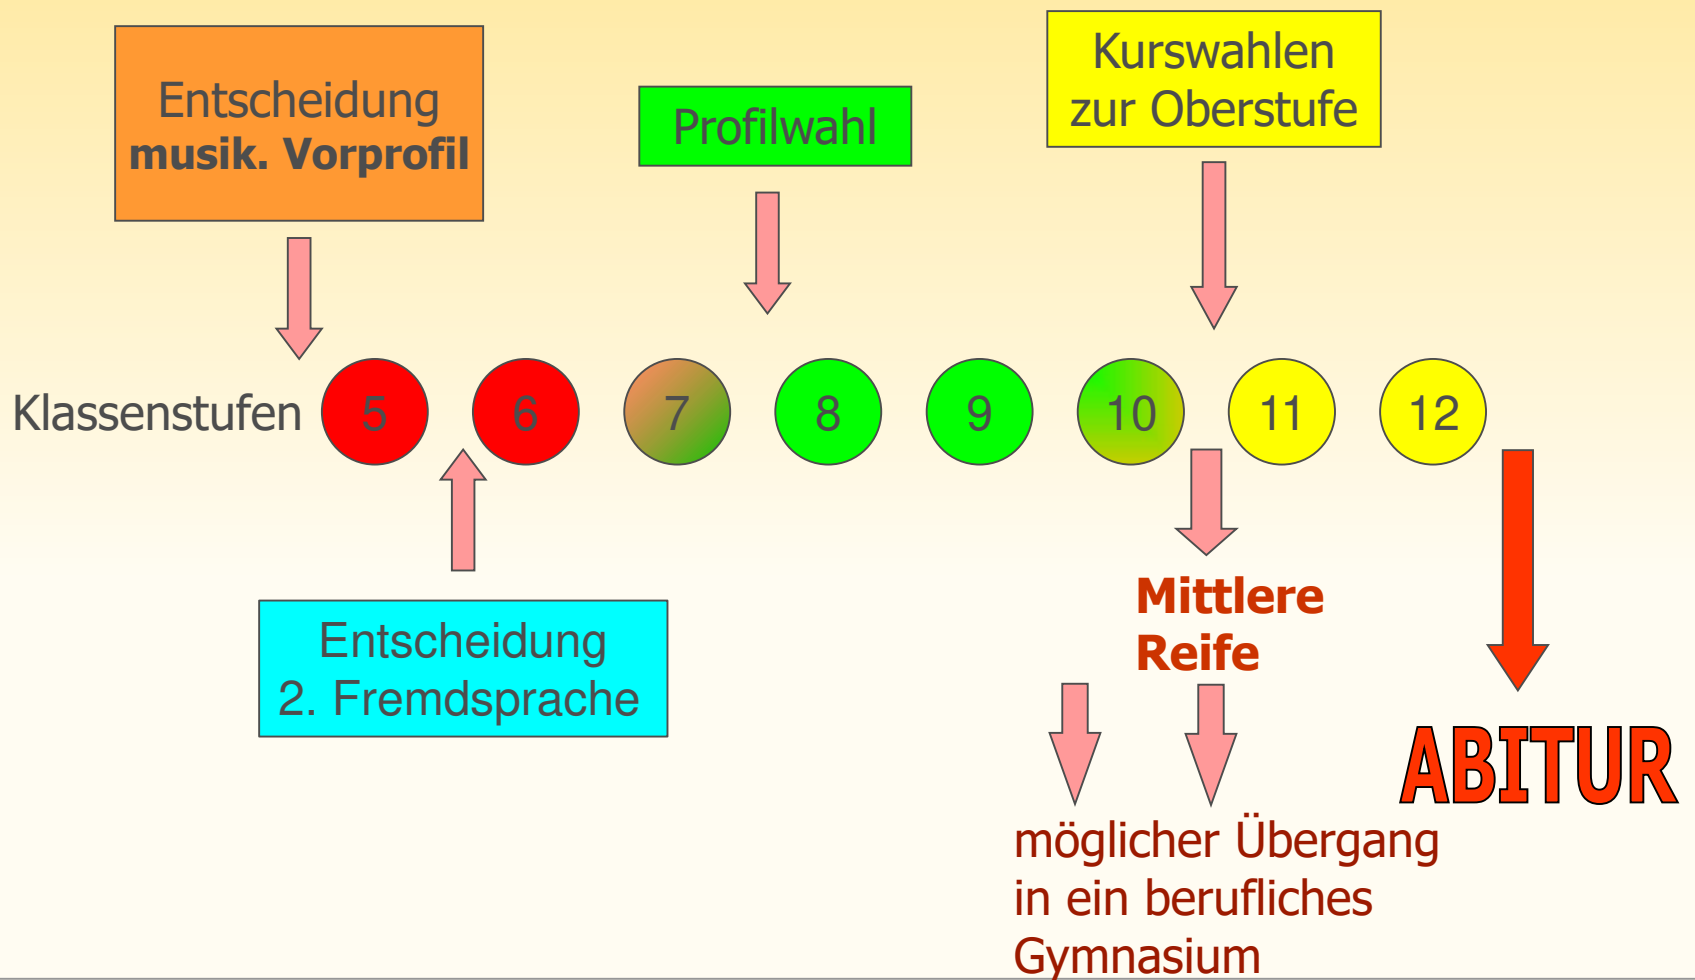 Entscheidung
musik. Vorprofil
Profilwahl
Kurswahlen
zur Oberstufe
Klassenstufen 5 6 7 8 9 10 11 12
Entscheidung
2. Fremdsprache
Mittlere
Reife
ABITUR
möglicher Übergang
in ein berufliches
Gymnasium